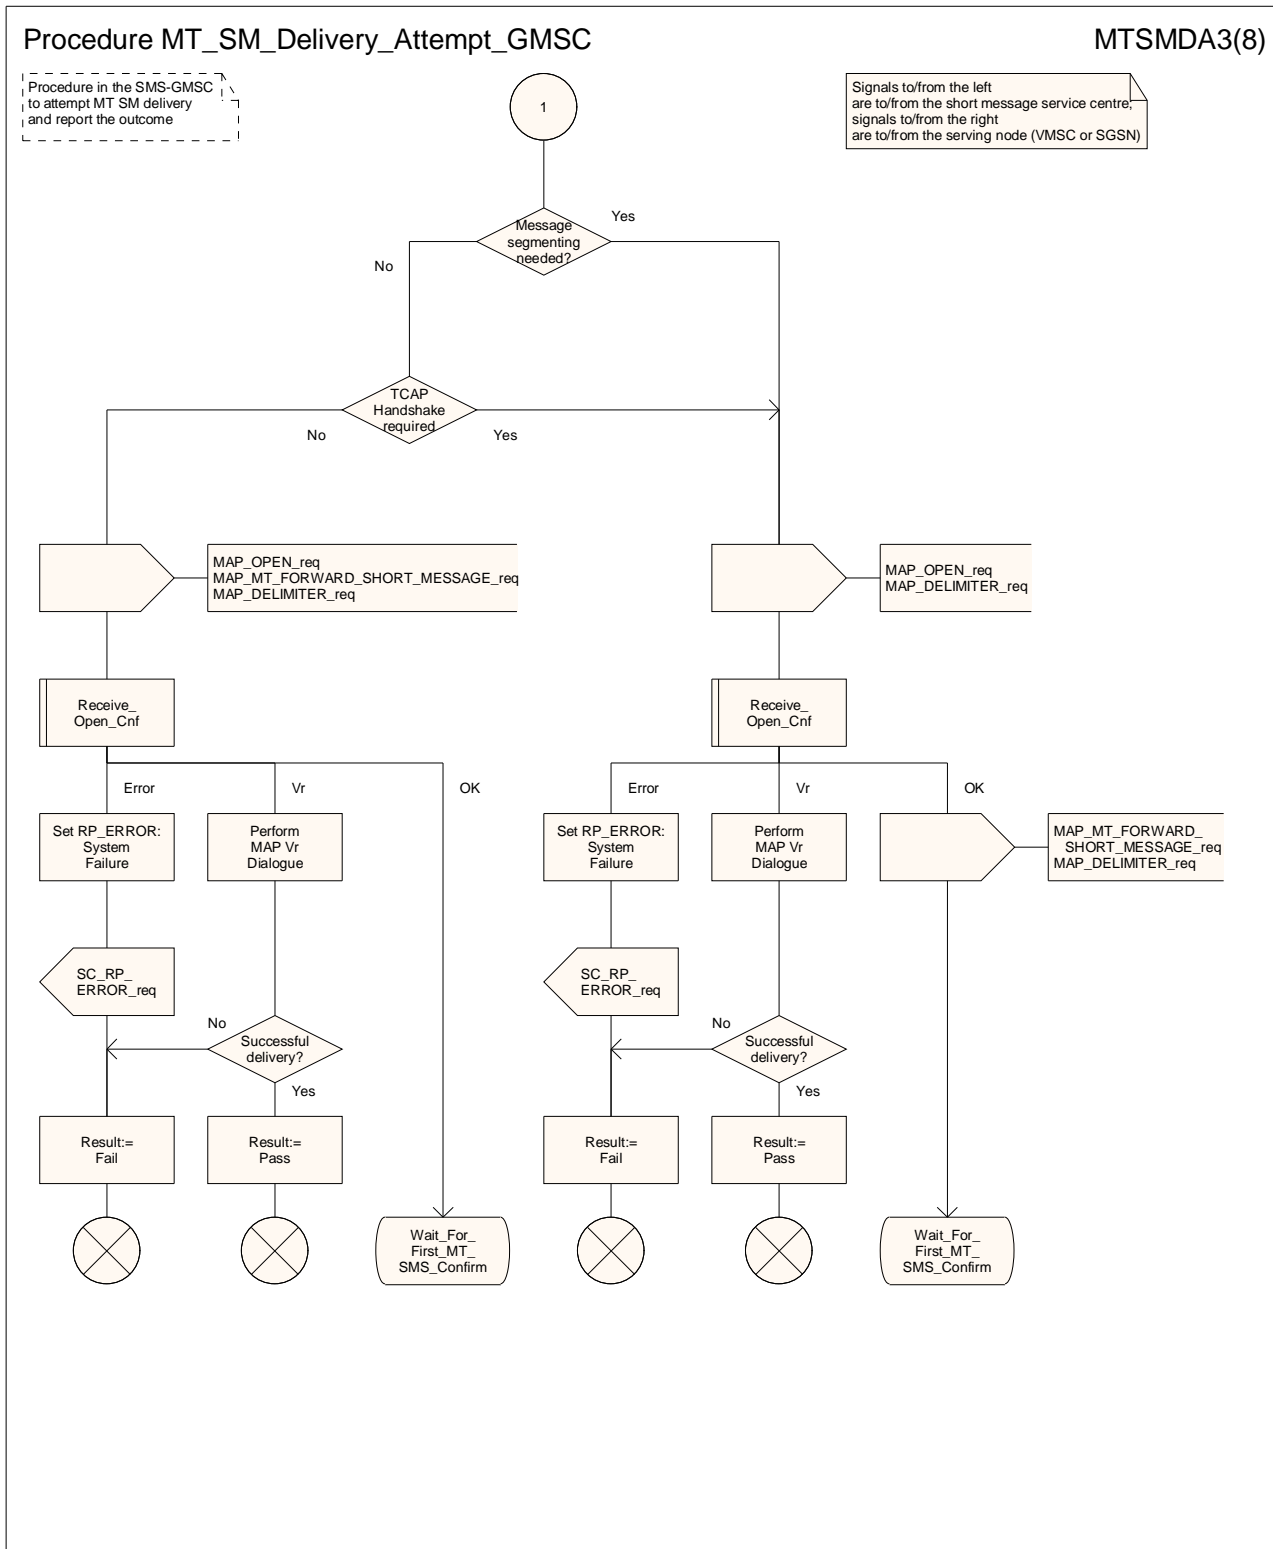 Procedure MT_SM_Delivery_Attempt_GMSC
MTSMDA3(8)
Procedure in the SMS-GMSC
to attempt MT SM delivery
and report the outcome
1
Signals to/from the left
are to/from the short message service centre;
signals to/from the right
are to/from the serving node (VMSC or SGSN)
Message
segmenting
needed?
Yes
No
TCAP
Handshake
required
No
Yes
MAP_OPEN_req
MAP_MT_FORWARD_SHORT_MESSAGE_req
MAP_DELIMITER_req
MAP_OPEN_req
MAP_DELIMITER_req
Receive_
Open_Cnf
Receive_
Open_Cnf
Error
Vr
OK
Error
Vr
OK
Set RP_ERROR:
System
Failure
Perform
MAP Vr
Dialogue
Set RP_ERROR:
System
Failure
Perform
MAP Vr
Dialogue
MAP_MT_FORWARD_
SHORT_MESSAGE_req
MAP_DELIMITER_req
SC_RP_
ERROR_req
SC_RP_
ERROR_req
No
Successful
delivery?
Yes
No
Successful
delivery?
Yes
Result:=
Fail
Result:=
Pass
Result:=
Fail
Result:=
Pass
Wait_For_
First_MT_
SMS_Confirm
Wait_For_
First_MT_
SMS_Confirm